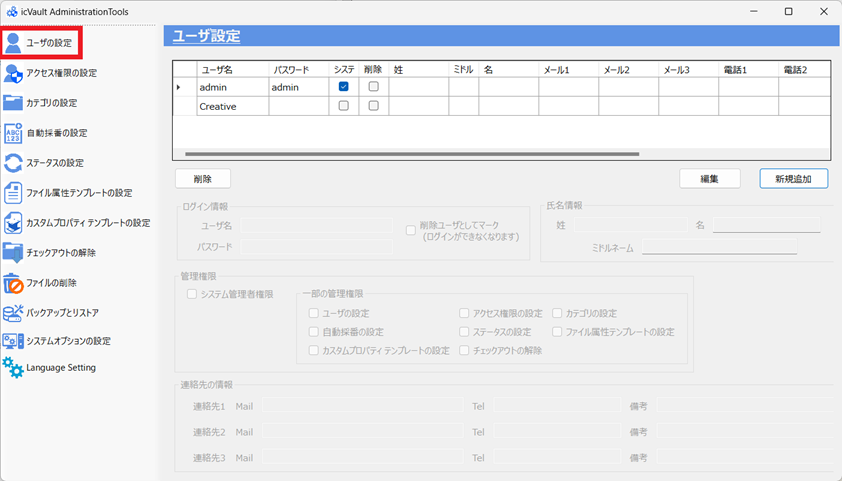 icVault AdministrationTools
ユーザの設定
アクセス権限の設定
カテゴリの設定
自動採番の設定
ステータスの設定
ファイル属性テンプレートの設定
カスタムプロパティ テンプレートの設定
チェックアウトの解除
ファイルの削除
バックアップとリストア
システムオプションの設定
Language Setting
ユーザ設定
ユーザ名 パスワード システ 削除 姓 ミドル 名 メール1 メール2 メール3 電話1 電話2
admin admin
Creative
削除 編集 新規追加
ログイン情報
ユーザ名
パスワード
削除ユーザとしてマーク
(ログインができなくなります)
氏名情報
姓 名
ミドルネーム
管理権限
システム管理者権限
一部の管理権限
ユーザの設定 アクセス権限の設定 カテゴリの設定
自動採番の設定 ステータスの設定 ファイル属性テンプレートの設定
カスタムプロパティ テンプレートの設定 チェックアウトの解除
連絡先の情報
連絡先1 Mail Tel 備考
連絡先2 Mail Tel 備考
連絡先3 Mail Tel 備考